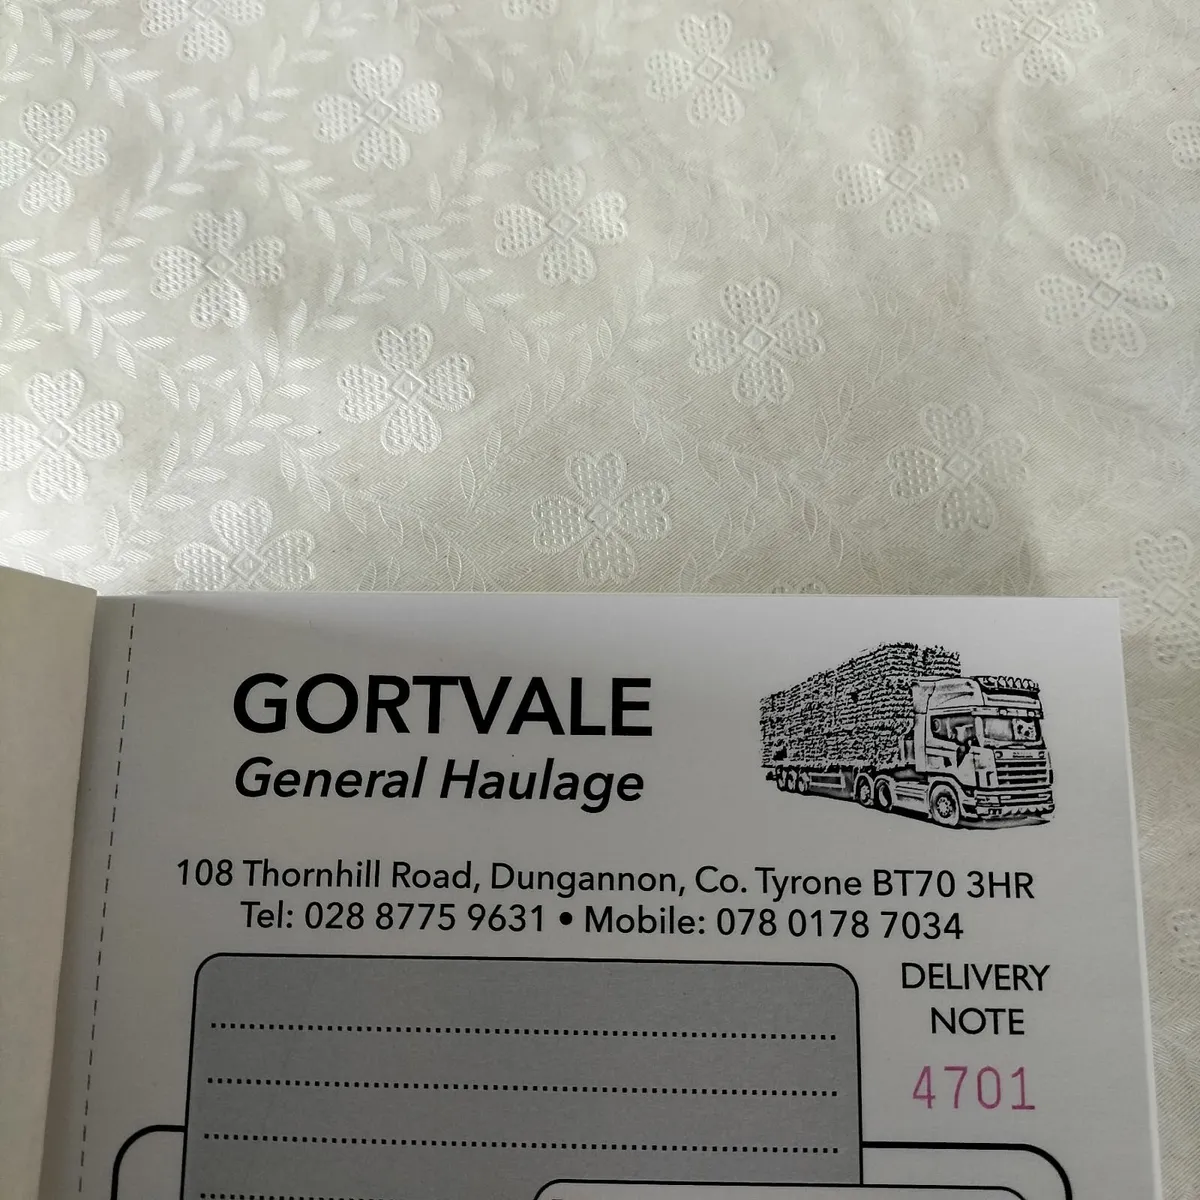 GORTVALE
General Haulage
108 Thornhill Road, Dungannon, Co. Tyrone BT70 3HR
Tel: 028 8775 9631 • Mobile: 078 0178 7034
DELIVERY
NOTE
4701